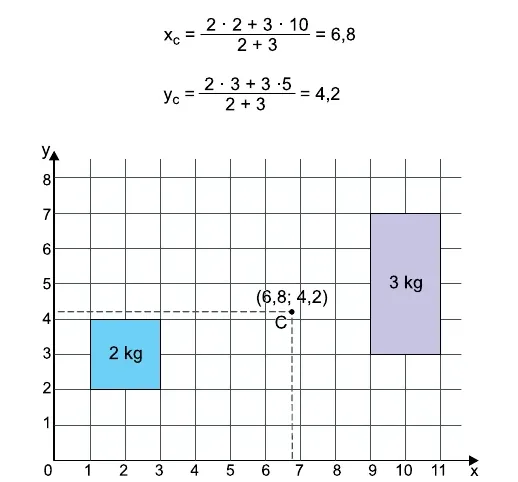 x_c = (2 · 2 + 3 · 10) / (2 + 3) = 6,8
y_c = (2 · 3 + 3 ·5) / (2 + 3) = 4,2
y
8
7
6
5
4
3
2
1
3 kg
(6,8; 4,2)
C
2 kg
0 1 2 3 4 5 6 7 8 9 10 11 x